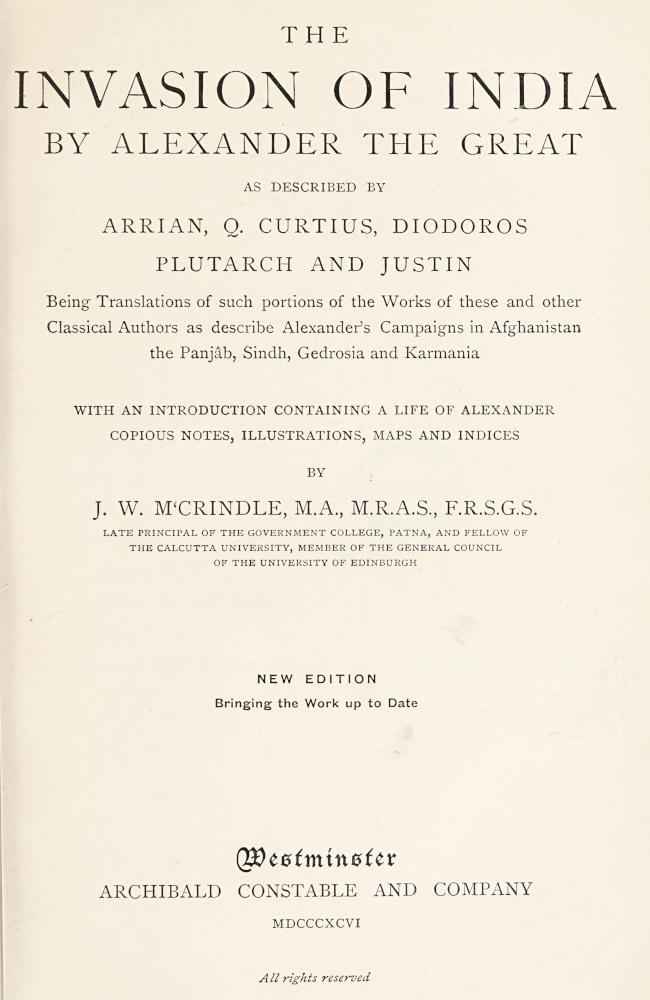 THE
INVASION OF INDIA
BY ALEXANDER THE GREAT
AS DESCRIBED BY
ARRIAN, Q. CURTIUS, DIODOROS
PLUTARCH AND JUSTIN
Being Translations of such portions of the Works of these and other
Classical Authors as describe Alexander's Campaigns in Afghanistan
the Panjâb, Sindh, Gedrosia and Karmania
WITH AN INTRODUCTION CONTAINING A LIFE OF ALEXANDER
COPIOUS NOTES, ILLUSTRATIONS, MAPS AND INDICES
BY
J. W. M‘CRINDLE, M.A., M.R.A.S., F.R.S.G.S.
LATE PRINCIPAL OF THE GOVERNMENT COLLEGE, PATNA, AND FELLOW OF
THE CALCUTTA UNIVERSITY, MEMBER OF THE GENERAL COUNCIL
OF THE UNIVERSITY OF EDINBURGH
NEW EDITION
Bringing the Work up to Date
Westminster
ARCHIBALD CONSTABLE AND COMPANY
MDCCCXCVI
All rights reserved